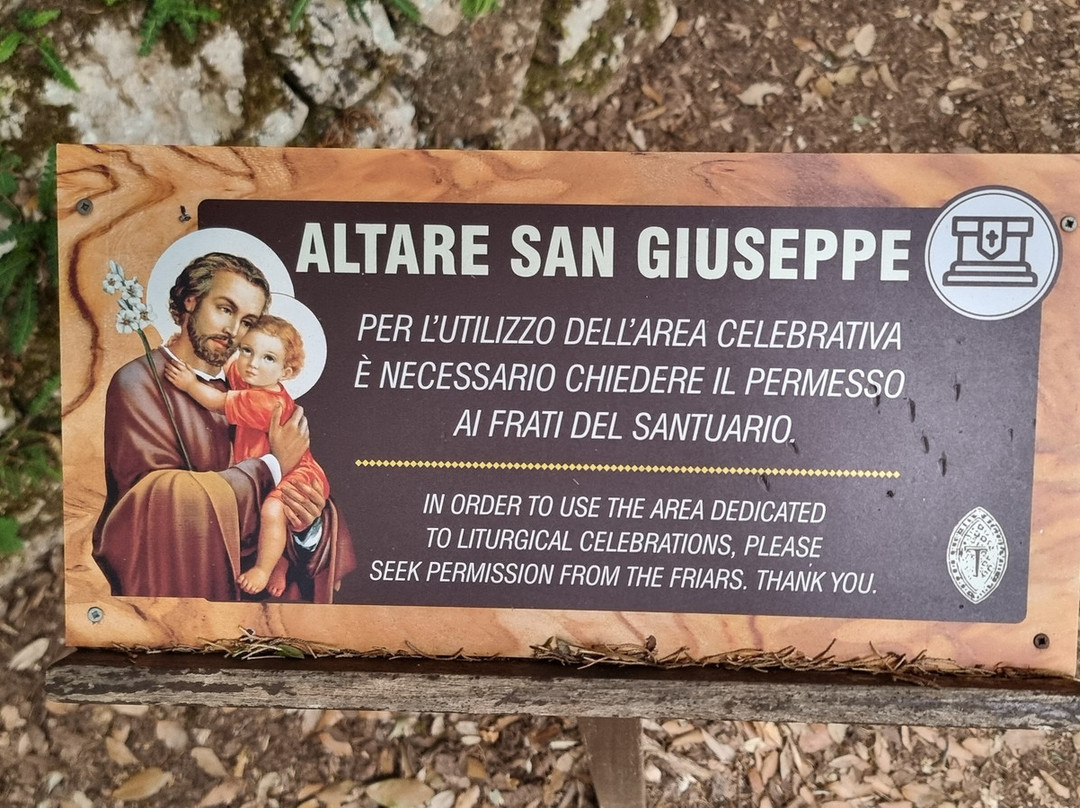 ALTARE SAN GIUSEPPE
PER L'UTILIZZO DELL'AREA CELEBRATIVA
È NECESSARIO CHIEDERE IL PERMESSO
AI FRATI DEL SANTUARIO.
IN ORDER TO USE THE AREA DEDICATED
TO LITURGICAL CELEBRATIONS, PLEASE
SEEK PERMISSION FROM THE FRIARS. THANK YOU.